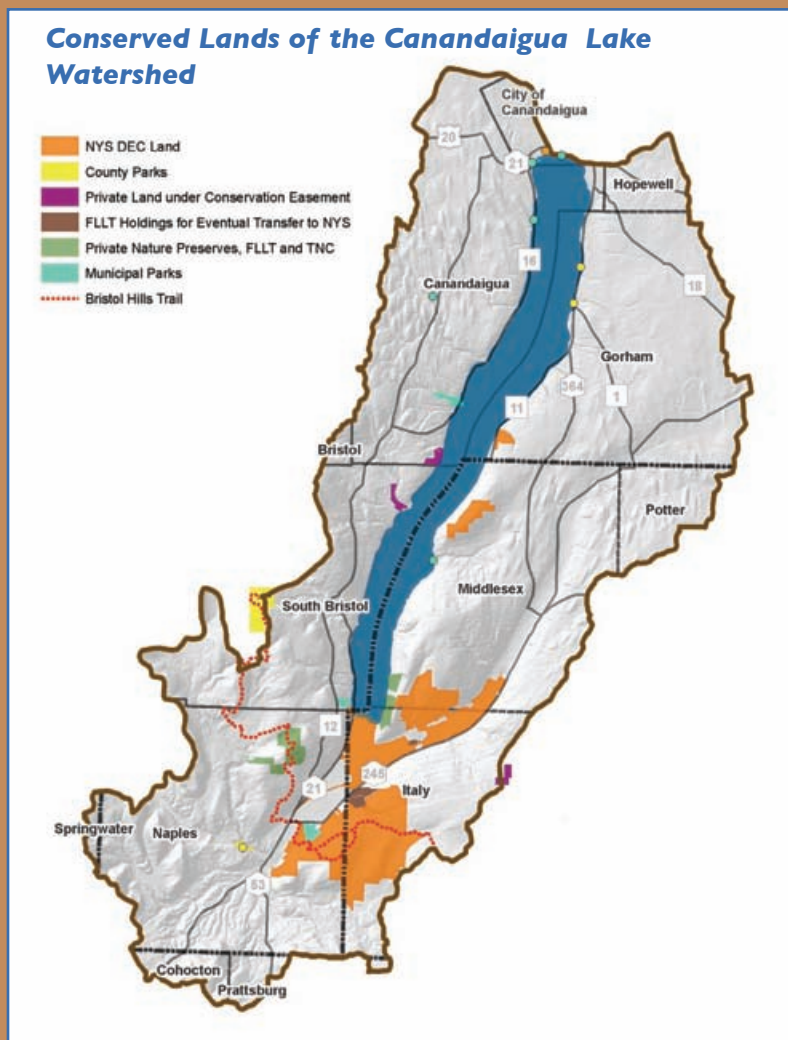 Conserved Lands of the Canandaigua Lake
Watershed
NYS DEC Land
County Parks
Private Land under Conservation Easement
FLLT Holdings for Eventual Transfer to NYS
Private Nature Preserves, FLLT and TNC
Municipal Parks
Bristol Hills Trail
City of
Canandaigua
20
21
Hopewell
16
Canandaigua
18
Gorham
364
1
11
Bristol
Potter
Middlesex
South Bristol
12
245
21
Italy
Springwater
Naples
53
Cohocton
Prattsburg